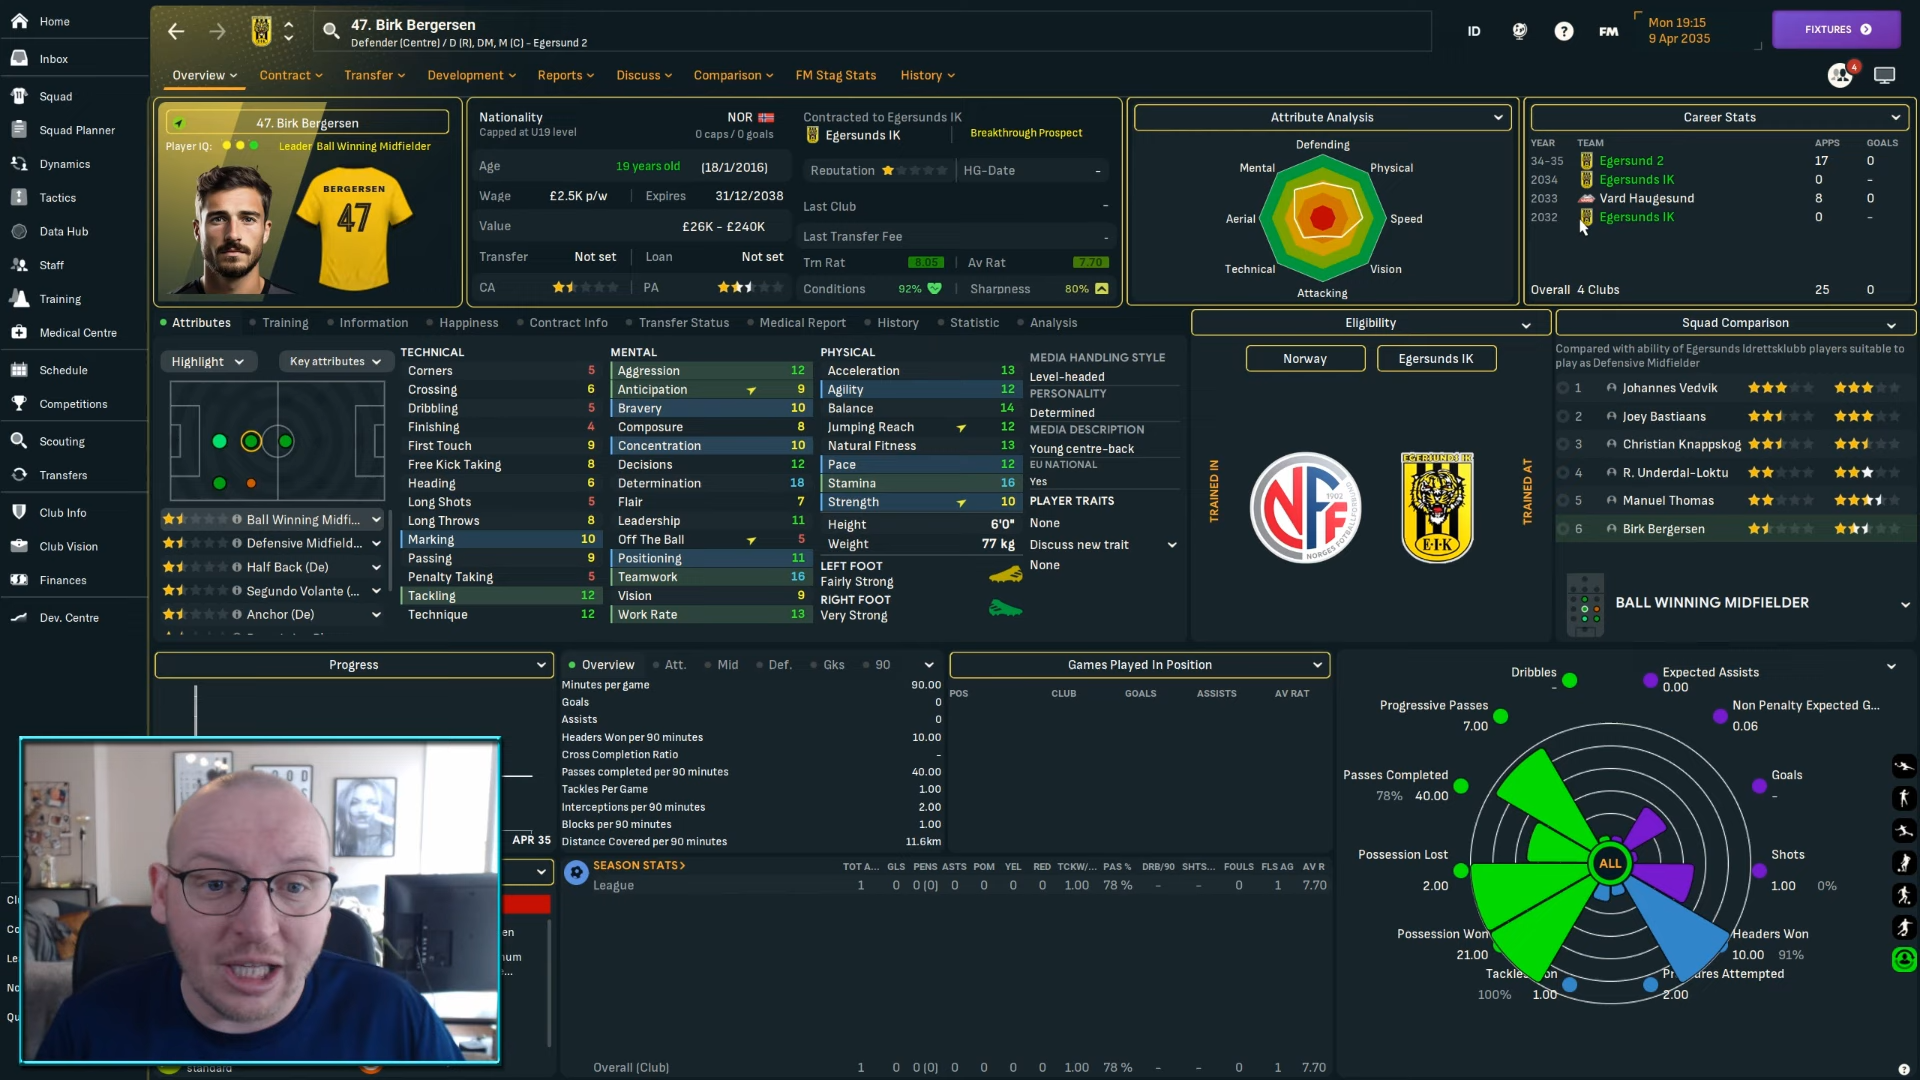 Home
Inbox
Squad
Squad Planner
Dynamics
Tactics
Data Hub
Staff
Training
Medical Centre
Schedule
Competitions
Scouting
Transfers
Club Info
Club Vision
Finances
Dev. Centre
47. Birk Bergersen
Defender (Centre) / D (R), DM, M (C) - Egersund 2
ID
?
FM
Mon 19:15
9 Apr 2035
FIXTURES
Overview
Contract
Transfer
Development
Reports
Discuss
Comparison
FM Stag Stats
History
4
47. Birk Bergersen
Player IQ:
Leader Ball Winning Midfielder
BERGERSEN
47
Nationality NOR
Capped at U19 level 0 caps / 0 goals
Age 19 years old (18/1/2016)
Wage £2.5K p/w Expires 31/12/2038
Value £26K - £240K
Transfer Not set Loan Not set
CA PA
Contracted to Egersunds IK
Egersunds IK Breakthrough Prospect
Reputation HG-Date -
Last Club -
Last Transfer Fee -
Trn Rat 8.05 Av Rat 7.70
Conditions 92% Sharpness 80%
Attribute Analysis
Defending
Mental Physical
Aerial Speed
Technical Vision
Attacking
Career Stats
YEAR TEAM APPS GOALS
34-35 Egersund 2 17 0
2034 Egersunds IK 0 -
2033 Vard Haugesund 8 0
2032 Egersunds IK 0 -
Overall 4 Clubs 25 0
Attributes
Training
Information
Happiness
Contract Info
Transfer Status
Medical Report
History
Statistic
Analysis
Highlight
Key attributes
Ball Winning Midfi...
Defensive Midfield...
Half Back (De)
Segundo Volante (...
Anchor (De)
TECHNICAL
Corners 5
Crossing 6
Dribbling 5
Finishing 4
First Touch 9
Free Kick Taking 8
Heading 6
Long Shots 5
Long Throws 8
Marking 10
Passing 9
Penalty Taking 5
Tackling 12
Technique 12
MENTAL
Aggression 12
Anticipation 9
Bravery 10
Composure 8
Concentration 10
Decisions 12
Determination 18
Flair 7
Leadership 11
Off The Ball 5
Positioning 11
Teamwork 16
Vision 9
Work Rate 13
PHYSICAL
Acceleration 13
Agility 12
Balance 14
Jumping Reach 12
Natural Fitness 13
Pace 12
Stamina 16
Strength 10
Height 6'0"
Weight 77 kg
LEFT FOOT
Fairly Strong
RIGHT FOOT
Very Strong
MEDIA HANDLING STYLE
Level-headed
PERSONALITY
Determined
MEDIA DESCRIPTION
Young centre-back
EU NATIONAL
Yes
PLAYER TRAITS
None
Discuss new trait
None
Eligibility
Norway
Egersunds IK
TRAINED IN
1902
NFF
NORGES FOTBALLFORBUND
EGERSUNDS IK
E·I·K
TRAINED AT
Squad Comparison
Compared with ability of Egersunds Idrettsklubb players suitable to
play as Defensive Midfielder
1 Johannes Vedvik
2 Joey Bastiaans
3 Christian Knappskog
4 R. Underdal-Loktu
5 Manuel Thomas
6 Birk Bergersen
BALL WINNING MIDFIELDER
Progress
APR 35
standard
Overview
Att.
Mid
Def.
Gks
90
Minutes per game 90.00
Goals 0
Assists 0
Headers Won per 90 minutes 10.00
Cross Completion Ratio -
Passes completed per 90 minutes 40.00
Tackles Per Game 1.00
Interceptions per 90 minutes 2.00
Blocks per 90 minutes 1.00
Distance Covered per 90 minutes 11.6km
Games Played In Position
POS CLUB GOALS ASSISTS AV RAT
SEASON STATS> TOT A... GLS PENS ASTS POM YEL RED TCKW/... PAS % DRB/90 SHTS... FOULS FLS AG AV R
League 1 0 0 (0) 0 0 0 0 1.00 78 % - - 0 1 7.70
Overall (Club) 1 0 0 (0) 0 0 0 0 1.00 78 % - - 0 1 7.70
Dribbles
-
Expected Assists
0.00
Progressive Passes
7.00
Non Penalty Expected G...
0.06
Passes Completed
78% 40.00
Goals
-
Possession Lost
2.00
ALL
Shots
1.00 0%
Possession Won
21.00
Headers Won
10.00 91%
100% 1.00
2.00
?